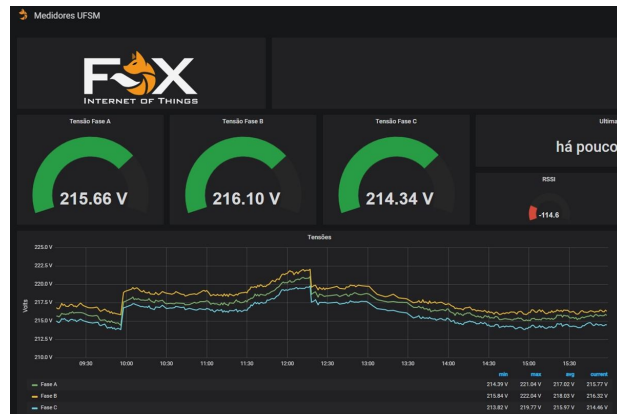 Medidores UFSM
FOX
INTERNET OF THINGS
Tensão Fase A
Tensão Fase B
Tensão Fase C
Ultima
215.66 V
216.10 V
214.34 V
há pouco
RSSI
-114.6
Tensões
Volts
225.0 V
222.5 V
220.0 V
217.5 V
215.0 V
212.5 V
210.0 V
09:30 10:00 10:30 11:00 11:30 12:00 12:30 13:00 13:30 14:00 14:30 15:00 15:30
min max avg current
Fase A 214.39 V 221.04 V 217.02 V 215.77 V
Fase B 215.84 V 222.04 V 218.03 V 216.32 V
Fase C 213.82 V 219.77 V 215.97 V 214.46 V